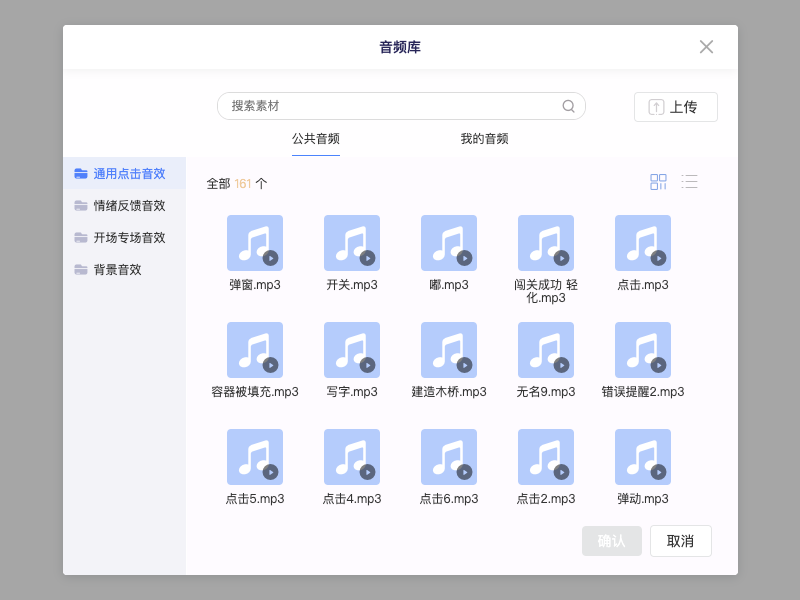 音频库
搜索素材
上传
公共音频
我的音频
通用点击音效
情绪反馈音效
开场专场音效
背景音效
全部 161 个
弹窗.mp3
开关.mp3
嘟.mp3
闯关成功 轻
化.mp3
点击.mp3
容器被填充.mp3
写字.mp3
建造木桥.mp3
无名9.mp3
错误提醒2.mp3
点击5.mp3
点击4.mp3
点击6.mp3
点击2.mp3
弹动.mp3
确认
取消